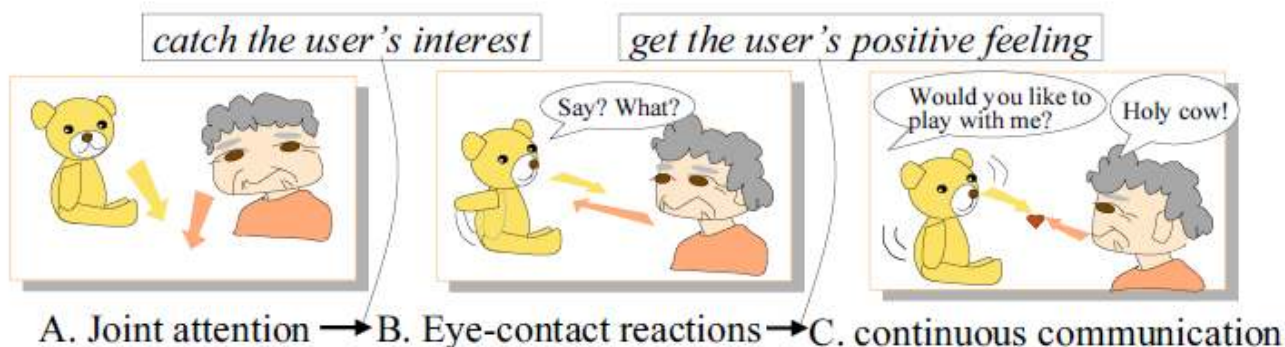 catch the user's interest
get the user's positive feeling
Say? What?
Would you like to
play with me?
Holy cow!
A. Joint attention
B. Eye-contact reactions
C. continuous communication